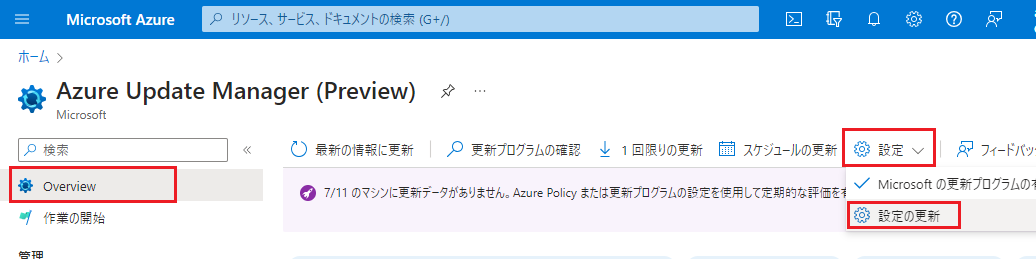 Microsoft Azure
リソース、サービス、ドキュメントの検索 (G+/)
ホーム >
Azure Update Manager (Preview)
Microsoft
検索
最新の情報に更新
更新プログラムの確認
1 回限りの更新
スケジュールの更新
設定
フィードバッ
Overview
7/11 のマシンに更新データがありません。Azure Policy または更新プログラムの設定を使用して定期的な評価を有
Microsoft の更新プログラムの有
作業の開始
設定の更新
管理